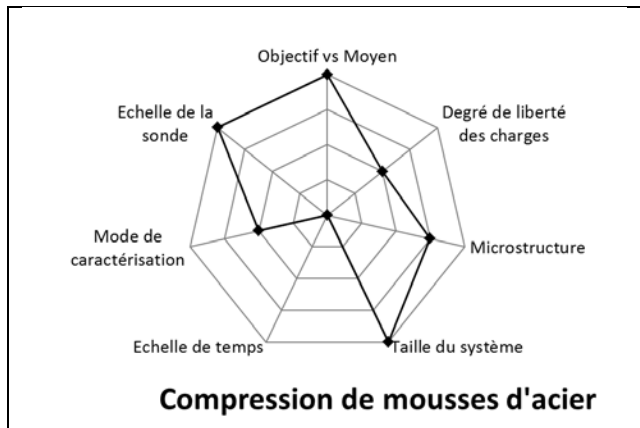 Objectif vs Moyen
Echelle de la
sonde
Degré de liberté
des charges
Mode de
caractérisation
Microstructure
Echelle de temps
Taille du système
Compression de mousses d'acier